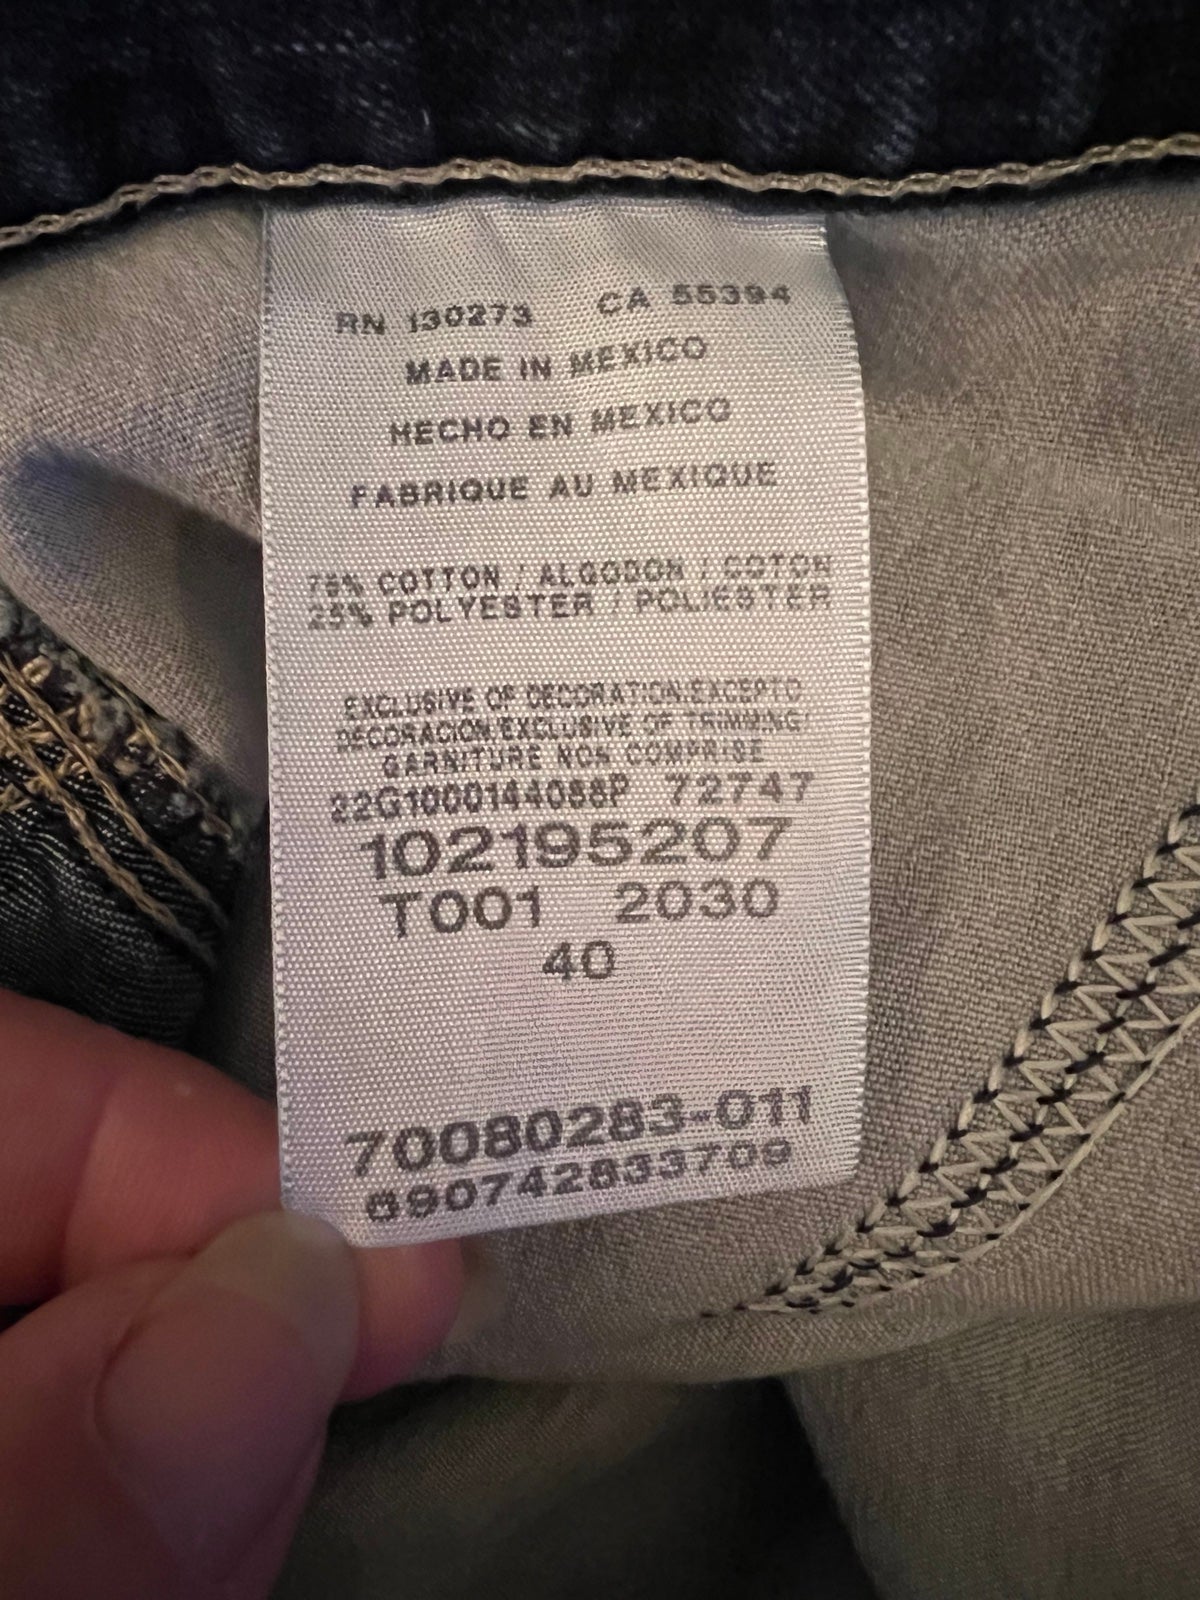 RN 130273 CA 55394
MADE IN MEXICO
HECHO EN MEXICO
FABRIQUE AU MEXIQUE
75% COTTON / ALGODON / COTON
25% POLYESTER / POLIESTER
EXCLUSIVE OF DECORATION/EXCEPTO
DECORACION/EXCLUSIVE OF TRIMMING/
GARNITURE NON COMPRISE
72747
102195207
T001 2030
40
70080283-011